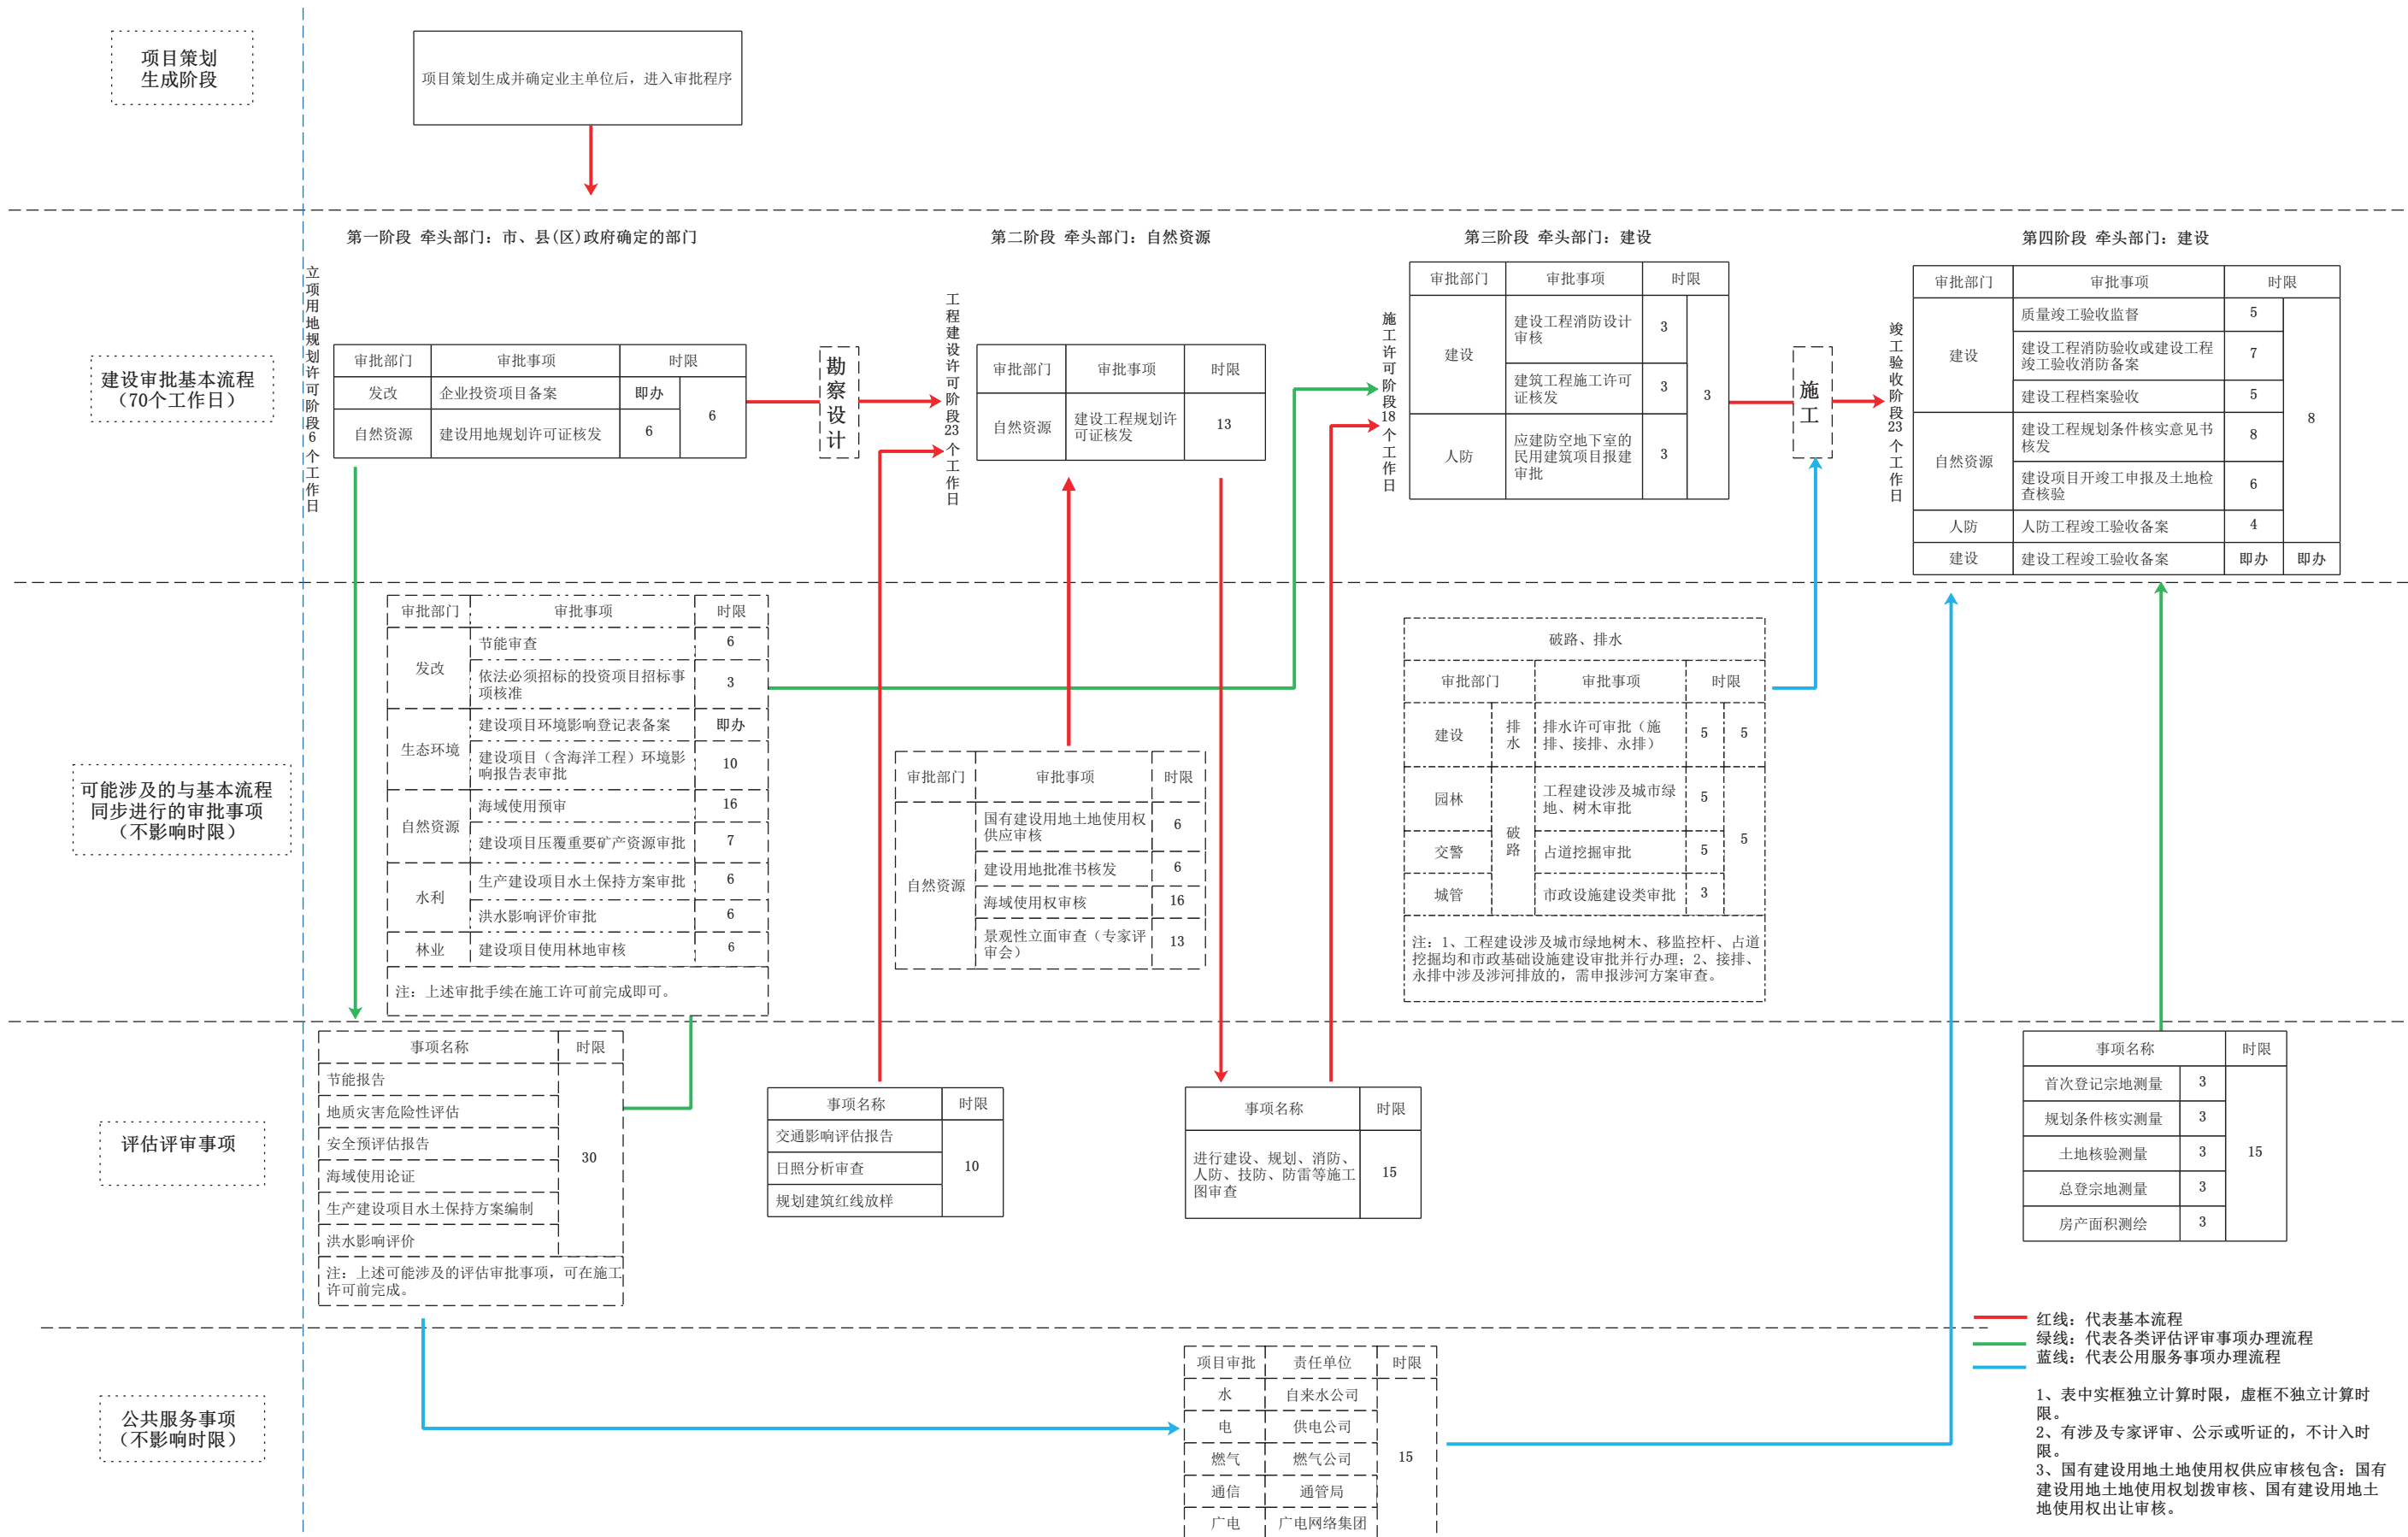 项目策划
生成阶段
项目策划生成并确定业主单位后，进入审批程序
建设审批基本流程
（70个工作日）
第一阶段 牵头部门：市、县(区)政府确定的部门
立项用地规划许可阶段6个工作日
审批部门 审批事项 时限
发改 企业投资项目备案 即办
自然资源 建设用地规划许可证核发 6
6
勘察设计
第二阶段 牵头部门：自然资源
工程建设许可阶段23个工作日
审批部门 审批事项 时限
自然资源 建设工程规划许
可证核发 13
第三阶段 牵头部门：建设
施工许可阶段18个工作日
审批部门 审批事项 时限
建设
建设工程消防设计
审核 3
建筑工程施工许可
证核发 3
人防
应建防空地下室的
民用建筑项目报建
审批 3
3
施工
第四阶段 牵头部门：建设
竣工验收阶段23个工作日
审批部门 审批事项 时限
建设
质量竣工验收监督 5
建设工程消防验收或建设工程
竣工验收消防备案 7
建设工程档案验收 5
自然资源
建设工程规划条件核实意见书
核发 8
建设项目开竣工申报及土地检
查核验 6
人防 人防工程竣工验收备案 4
8
建设 建设工程竣工验收备案 即办 即办
可能涉及的与基本流程
同步进行的审批事项
（不影响时限）
审批部门 审批事项 时限
发改
节能审查 6
依法必须招标的投资项目招标事
项核准 3
生态环境
建设项目环境影响登记表备案 即办
建设项目（含海洋工程）环境影
响报告表审批 10
自然资源
海域使用预审 16
建设项目压覆重要矿产资源审批 7
水利
生产建设项目水土保持方案审批 6
洪水影响评价审批 6
林业 建设项目使用林地审核 6
注：上述审批手续在施工许可前完成即可。
审批部门 审批事项 时限
自然资源
国有建设用地土地使用权
供应审核 6
建设用地批准书核发 6
海域使用权审核 16
景观性立面审查（专家评
审会） 13
破路、排水
审批部门 审批事项 时限
建设 排水 排水许可审批（施
排、接排、永排） 5 5
园林 工程建设涉及城市绿
地、树木审批 5
破路
交警 占道挖掘审批 5
城管 市政设施建设类审批 3
5
注：1、工程建设涉及城市绿地树木、移监控杆、占道
挖掘均和市政基础设施建设审批并行办理；2、接排、
永排中涉及涉河排放的，需申报涉河方案审查。
评估评审事项
事项名称 时限
节能报告
地质灾害危险性评估
安全预评估报告
海域使用论证
生产建设项目水土保持方案编制
洪水影响评价
30
注：上述可能涉及的评估审批事项，可在施工
许可前完成。
事项名称 时限
交通影响评估报告
日照分析审查
规划建筑红线放样
10
事项名称 时限
进行建设、规划、消防、
人防、技防、防雷等施工
图审查
15
事项名称 时限
首次登记宗地测量 3
规划条件核实测量 3
土地核验测量 3
总登宗地测量 3
房产面积测绘 3
15
公共服务事项
（不影响时限）
项目审批 责任单位 时限
水 自来水公司
电 供电公司
燃气 燃气公司
通信 通管局
广电 广电网络集团
15
红线：代表基本流程
绿线：代表各类评估评审事项办理流程
蓝线：代表公用服务事项办理流程
1、表中实框独立计算时限，虚框不独立计算时
限。
2、有涉及专家评审、公示或听证的，不计入时
限。
3、国有建设用地土地使用权供应审核包含：国有
建设用地土地使用权划拨审核、国有建设用地土
地使用权出让审核。